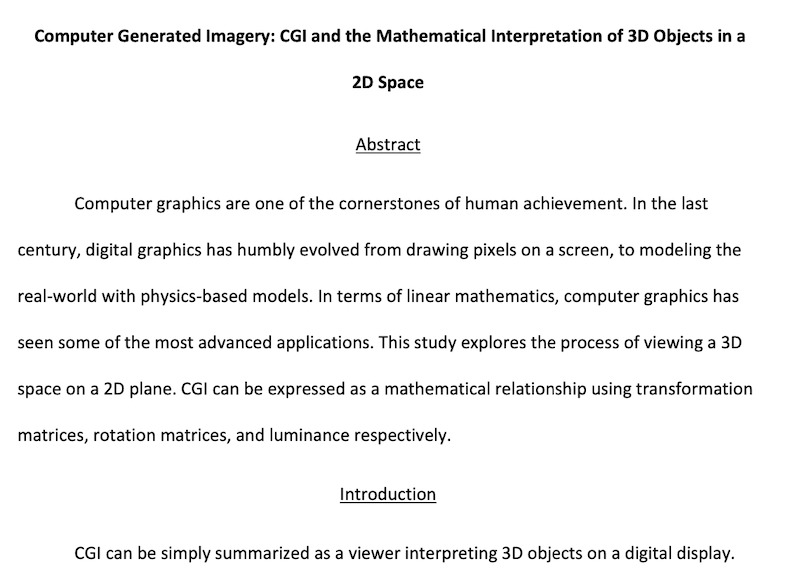 Computer Generated Imagery: CGI and the Mathematical Interpretation of 3D Objects in a
2D Space
Abstract
Computer graphics are one of the cornerstones of human achievement. In the last
century, digital graphics has humbly evolved from drawing pixels on a screen, to modeling the
real-world with physics-based models. In terms of linear mathematics, computer graphics has
seen some of the most advanced applications. This study explores the process of viewing a 3D
space on a 2D plane. CGI can be expressed as a mathematical relationship using transformation
matrices, rotation matrices, and luminance respectively.
Introduction
CGI can be simply summarized as a viewer interpreting 3D objects on a digital display.